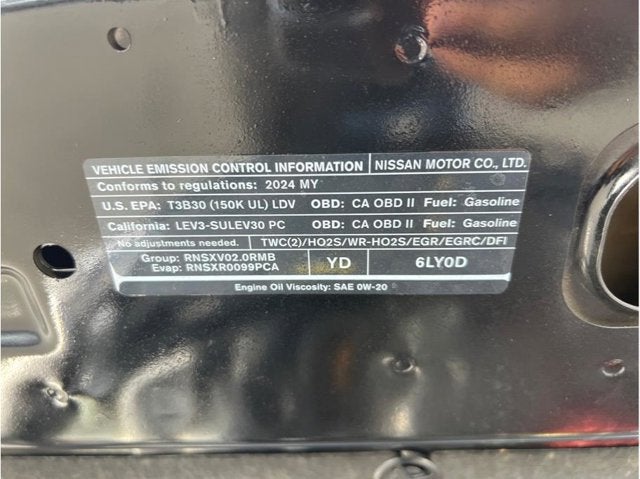 VEHICLE EMISSION CONTROL INFORMATION NISSAN MOTOR CO., LTD.
Conforms to regulations: 2024 MY
U.S. EPA: T3B30 (150K UL) LDV OBD: CA OBD II Fuel: Gasoline
California: LEV3-SULEV30 PC OBD: CA OBD II Fuel: Gasoline
No adjustments needed. TWC(2)/HO2S/WR-HO2S/EGR/EGRC/DFI
Group: RNSXV02.0RMB
Evap: RNSXR0099PCA
YD
6LY0D
Engine Oil Viscosity: SAE 0W-20